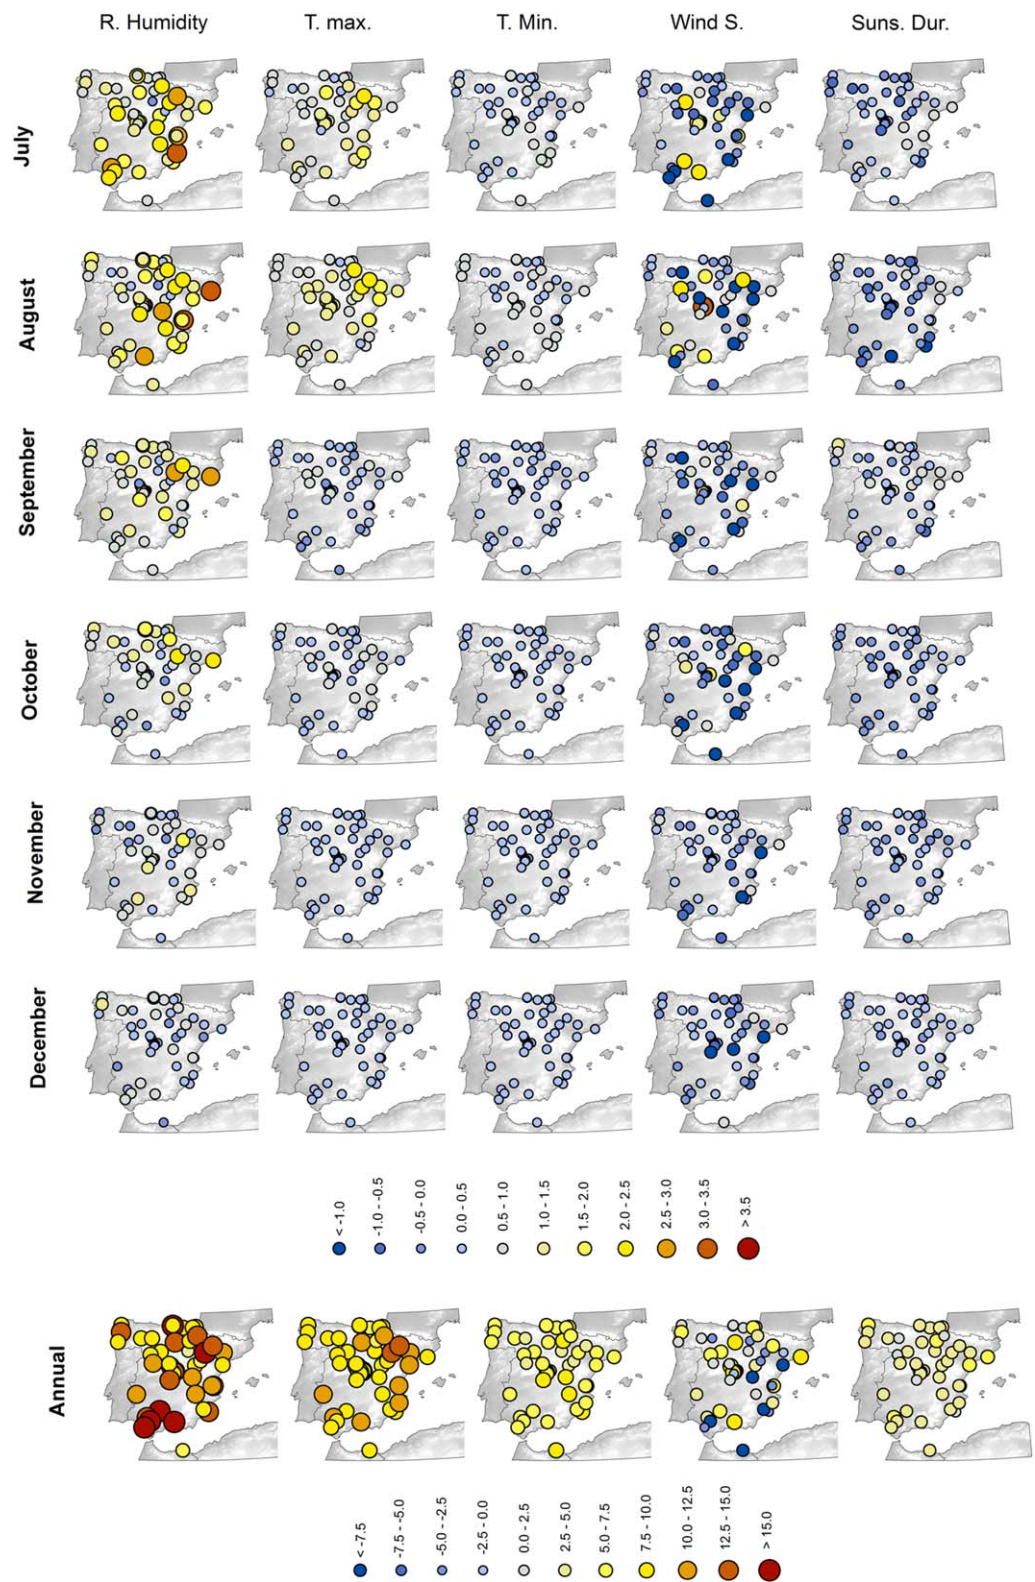 R. Humidity
T. max.
T. Min.
Wind S.
Suns. Dur.
July
August
September
October
November
December
< -1.0
-1.0 - -0.5
-0.5 - 0.0
0.0 - 0.5
0.5 - 1.0
1.0 - 1.5
1.5 - 2.0
2.0 - 2.5
2.5 - 3.0
3.0 - 3.5
> 3.5
Annual
< -7.5
-7.5 - -5.0
-5.0 - -2.5
-2.5 - 0.0
0.0 - 2.5
2.5 - 5.0
5.0 - 7.5
7.5 - 10.0
10.0 - 12.5
12.5 - 15.0
> 15.0